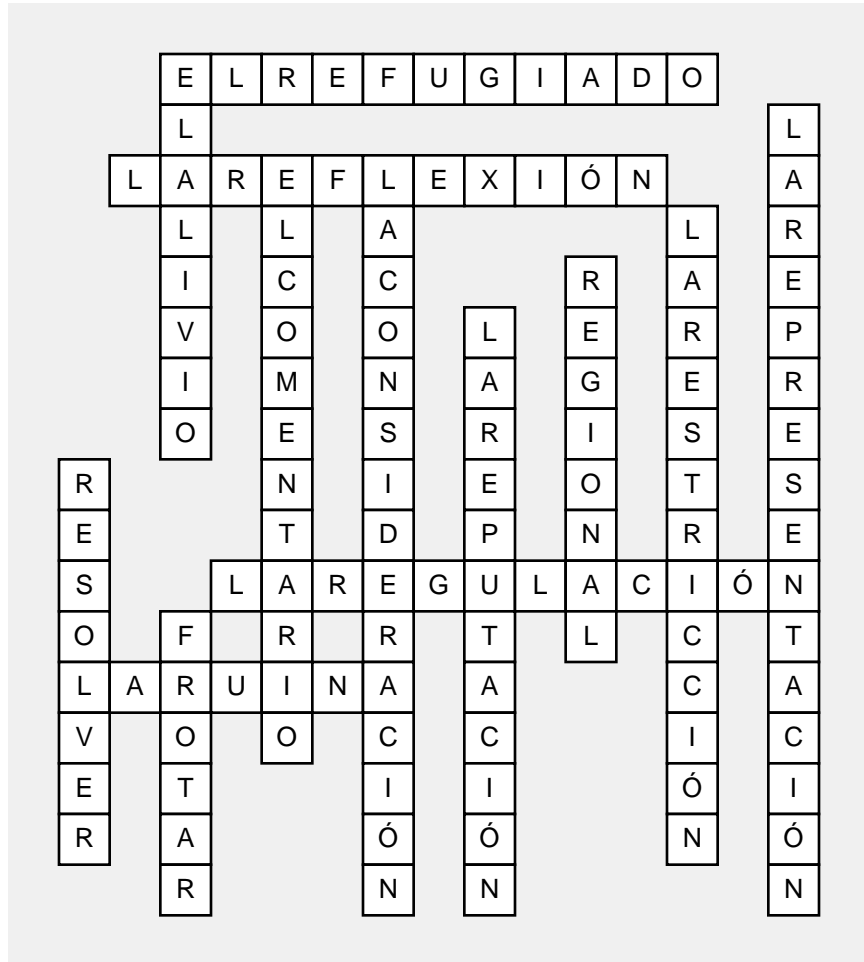 ELREFUGIADO
ELALIVIO
LAREPRESENTACIÓN
LAREFLEXIÓN
ELCOMENTARIO
LACONSIDERACIÓN
LARESTRICCIÓN
REGIONAL
LAREPUTACIÓN
RESOLVER
LAREGULACIÓN
FROTAR
LARUINA